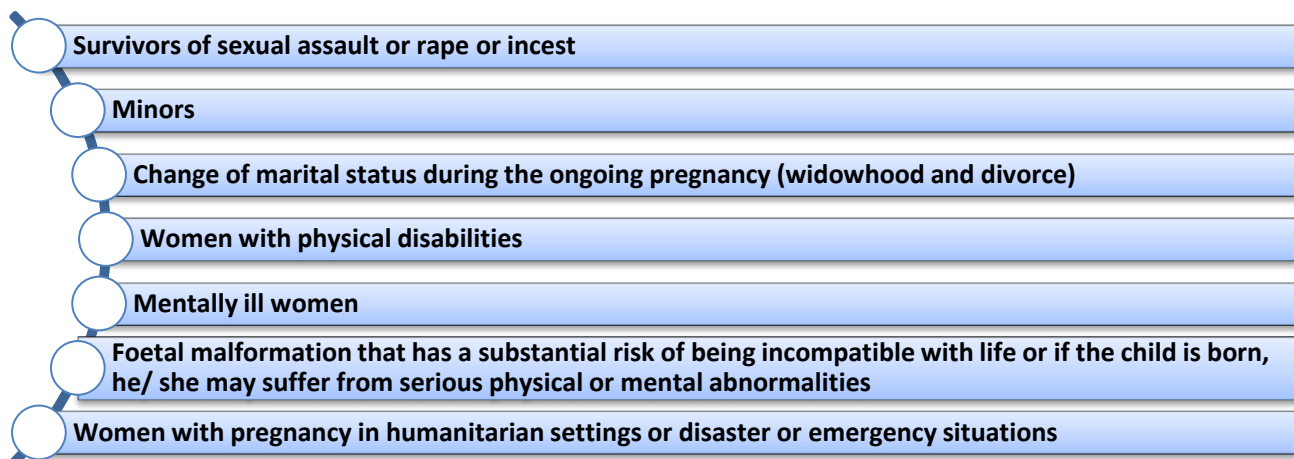 Survivors of sexual assault or rape or incest
Minors
Change of marital status during the ongoing pregnancy (widowhood and divorce)
Women with physical disabilities
Mentally ill women
Foetal malformation that has a substantial risk of being incompatible with life or if the child is born,
he/ she may suffer from serious physical or mental abnormalities
Women with pregnancy in humanitarian settings or disaster or emergency situations